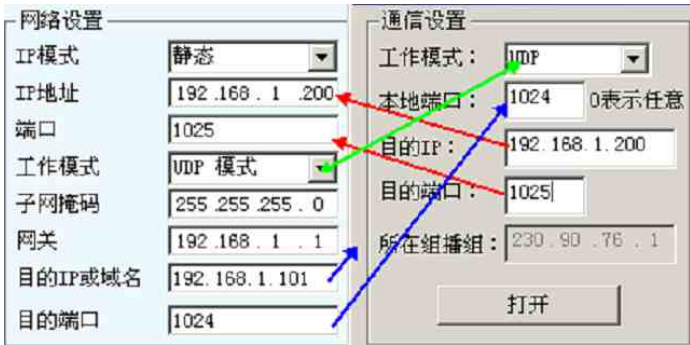 网络设置
IP模式 静态
IP地址 192 .168 . 1 .200
端口 1025
工作模式 UDP 模式
子网掩码 255 .255 .255 . 0
网关 192 .168 . 1 . 1
目的IP或域名 192.168.1.101
目的端口 1024
通信设置
工作模式： UDP
本地端口： 1024 0表示任意
目的IP： 192.168.1.200
目的端口： 1025
所在组播组： 230 .90 .76 . 1
打开